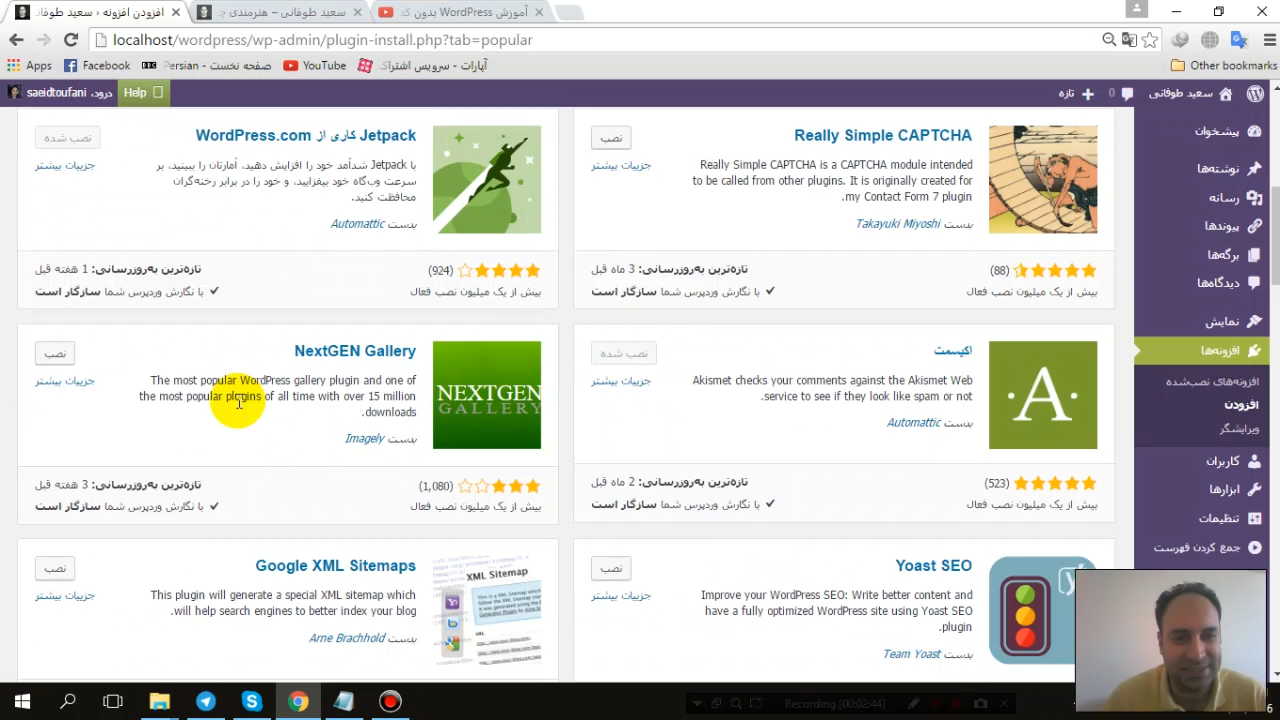 افزودن افزونه ‹ سعید طوفانی
سعید طوفانی – هنرمندی
آموزش WordPress بدون
localhost/wordpress/wp-admin/plugin-install.php?tab=popular
Apps
Facebook
صفحه نخست - Persian
YouTube
آپارات - سرویس اشتراک
Other bookmarks
سعید طوفانی
0
تازه
درود، saeidtoufani
Help
پیشخوان
نوشته‌ها
رسانه
پیوندها
برگه‌ها
دیدگاه‌ها
نمایش
افزونه‌ها
افزونه‌های نصب‌شده
افزودن
ویرایشگر
کاربران
ابزارها
تنظیمات
جمع کردن فهرست
Really Simple CAPTCHA
نصب
جزییات بیشتر
Really Simple CAPTCHA is a CAPTCHA module intended
to be called from other plugins. It is originally created for
my Contact Form 7 plugin.
بدست Takayuki Miyoshi
(88)
تازه‌ترین به‌روزرسانی: 3 ماه قبل
بیش از یک میلیون نصب فعال
با نگارش وردپرس شما سازگار است
Jetpack کاری از WordPress.com
نصب شده
جزییات بیشتر
با Jetpack درآمد خود را افزایش دهید، آمارتان را ببینید، بر
سرعت وب‌گاه خود بیفزایید، و خود را در برابر رخنه‌گران
محافظت کنید.
بدست Automattic
(924)
تازه‌ترین به‌روزرسانی: 1 هفته قبل
بیش از یک میلیون نصب فعال
با نگارش وردپرس شما سازگار است
اکیسمت
نصب شده
جزییات بیشتر
Akismet checks your comments against the Akismet Web
service to see if they look like spam or not.
بدست Automattic
(523)
تازه‌ترین به‌روزرسانی: 2 ماه قبل
بیش از یک میلیون نصب فعال
با نگارش وردپرس شما سازگار است
·A·
NextGEN Gallery
نصب
جزییات بیشتر
The most popular WordPress gallery plugin and one of
the most popular plugins of all time with over 15 million
downloads.
بدست Imagely
NEXTGEN
GALLERY
(1,080)
تازه‌ترین به‌روزرسانی: 3 هفته قبل
بیش از یک میلیون نصب فعال
با نگارش وردپرس شما سازگار است
Yoast SEO
نصب
جزییات بیشتر
Improve your WordPress SEO: Write better content and
have a fully optimized WordPress site using Yoast SEO
plugin.
بدست Team Yoast
Google XML Sitemaps
نصب
جزییات بیشتر
This plugin will generate a special XML sitemap which
will help search engines to better index your blog.
بدست Arne Brachhold
XML Sitemap
Recording [00:02:44]